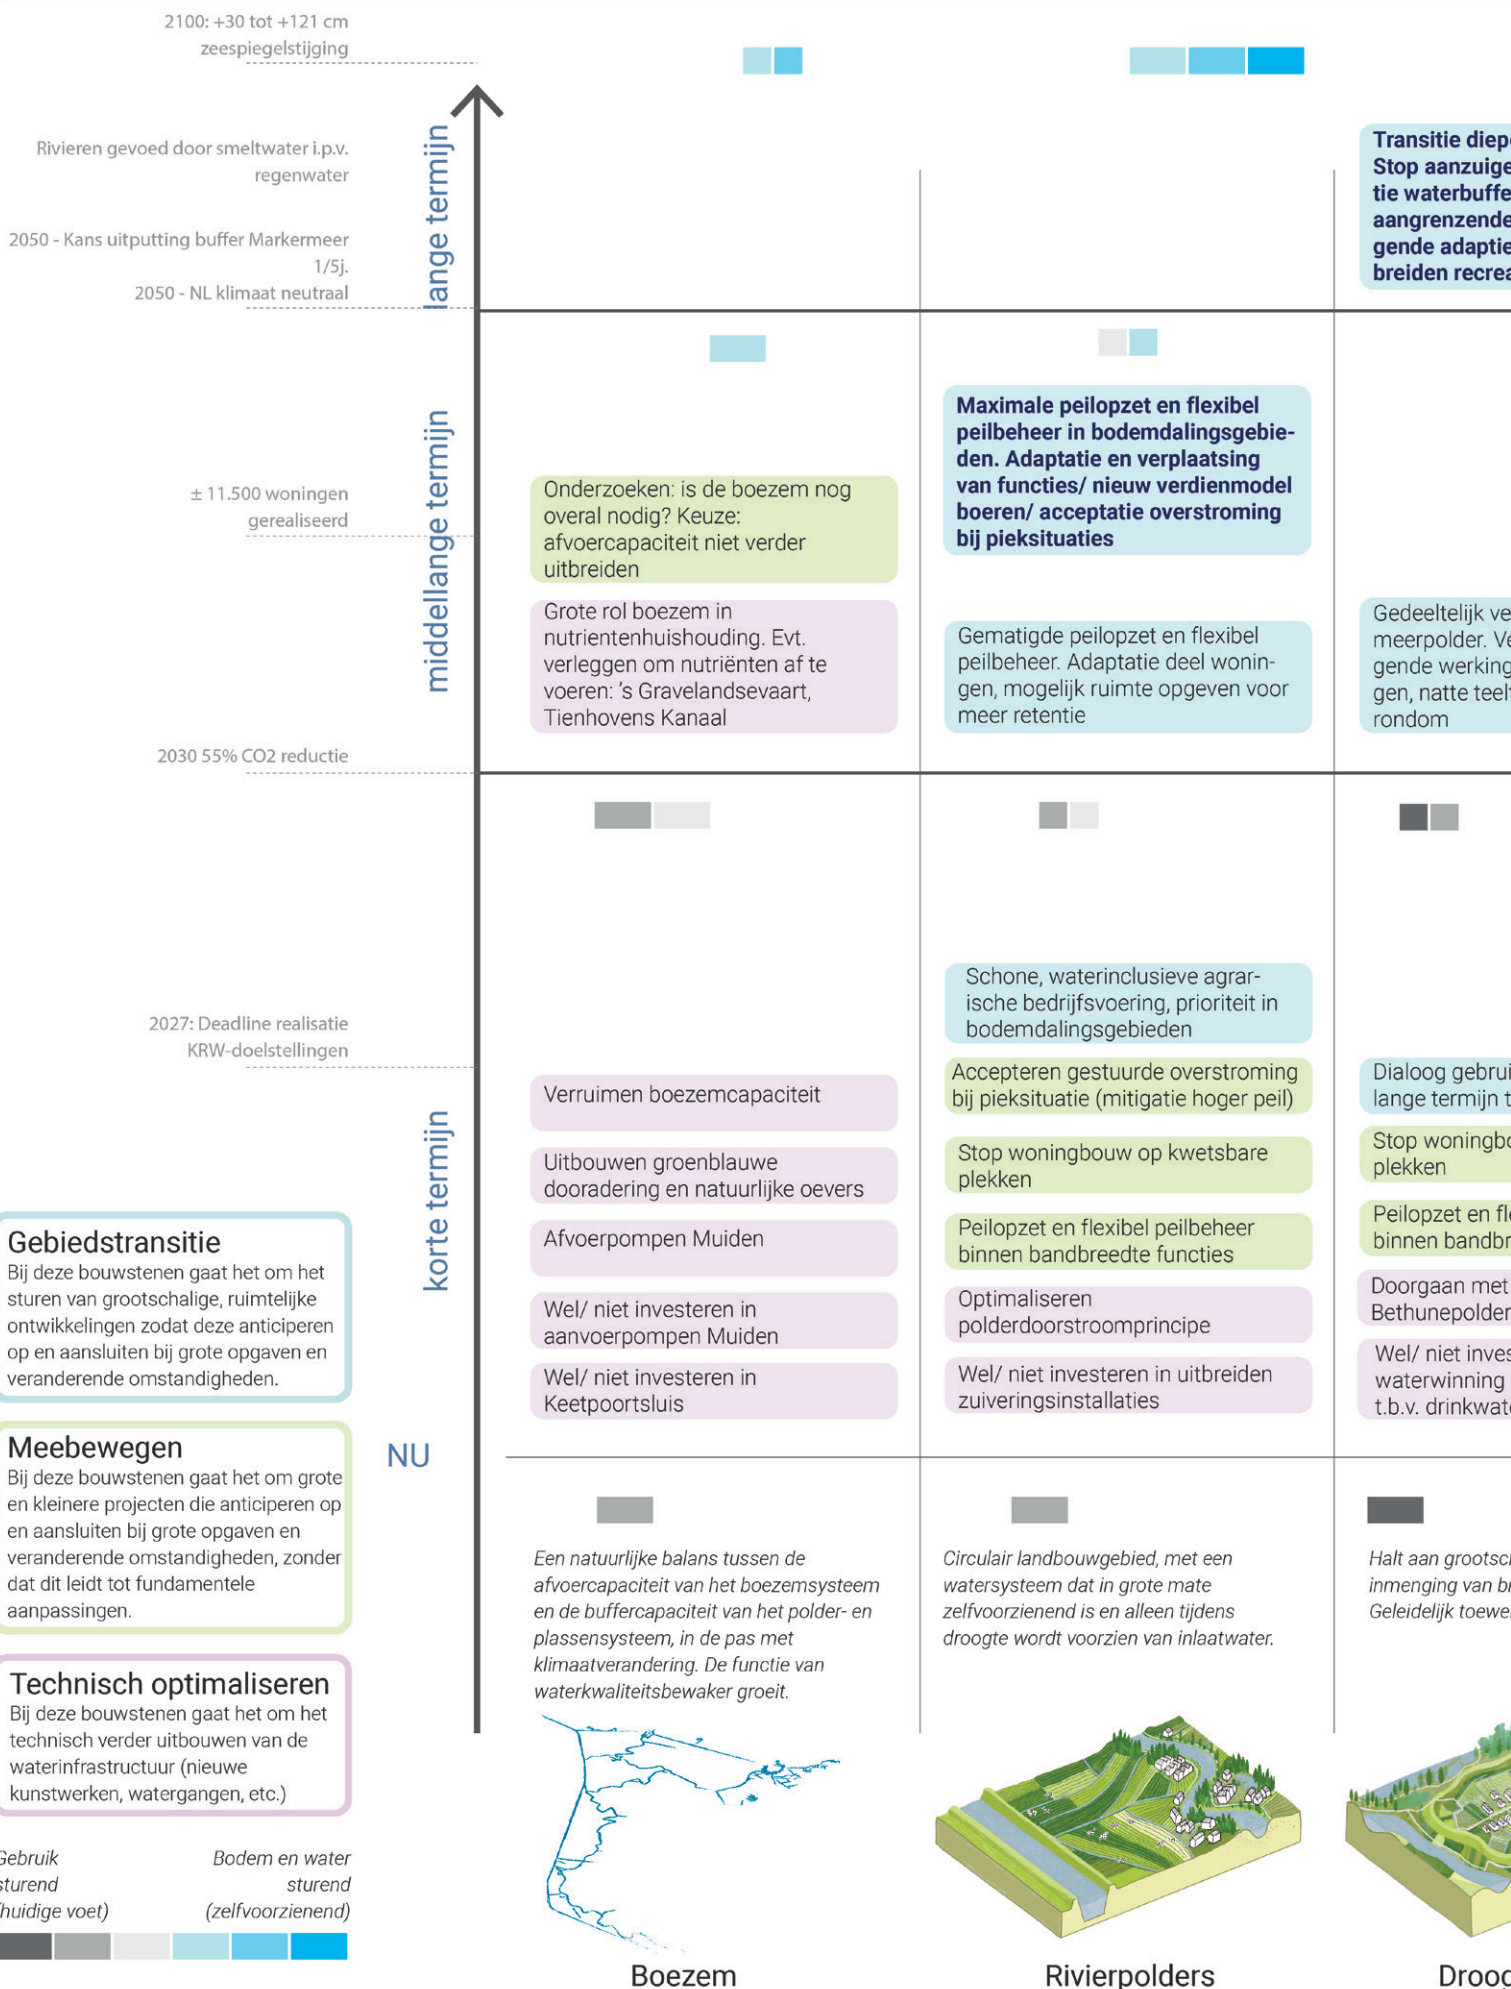 2100: +30 tot +121 cm
zeespiegelstijging
Rivieren gevoed door smeltwater i.p.v.
regenwater
2050 - Kans uitputting buffer Markermeer
1/5j.
2050 - NL klimaat neutraal
± 11.500 woningen
gerealiseerd
2030 55% CO2 reductie
2027: Deadline realisatie
KRW-doelstellingen
lange termijn
middellange termijn
korte termijn
NU
Transitie diep
Stop aanzuige
tie waterbuffe
aangrenzende
gende adaptie
breiden recrea
Onderzoeken: is de boezem nog
overal nodig? Keuze:
afvoercapaciteit niet verder
uitbreiden
Grote rol boezem in
nutrientenhuishouding. Evt.
verleggen om nutriënten af te
voeren: 's Gravelandsevaart,
Tienhovens Kanaal
Maximale peilopzet en flexibel
peilbeheer in bodemdalingsgebie-
den. Adaptatie en verplaatsing
van functies/ nieuw verdienmodel
boeren/ acceptatie overstroming
bij pieksituaties
Gematigde peilopzet en flexibel
peilbeheer. Adaptatie deel wonin-
gen, mogelijk ruimte opgeven voor
meer retentie
Gedeeltelijk ve
meerpolder. Ve
gende werking
gen, natte teelt
rondom
Verruimen boezemcapaciteit
Uitbouwen groenblauwe
dooradering en natuurlijke oevers
Afvoerpompen Muiden
Wel/ niet investeren in
aanvoerpompen Muiden
Wel/ niet investeren in
Keetpoortsluis
Schone, waterinclusieve agrar-
ische bedrijfsvoering, prioriteit in
bodemdalingsgebieden
Accepteren gestuurde overstroming
bij pieksituatie (mitigatie hoger peil)
Stop woningbouw op kwetsbare
plekken
Peilopzet en flexibel peilbeheer
binnen bandbreedte functies
Optimaliseren
polderdoorstroomprincipe
Wel/ niet investeren in uitbreiden
zuiveringsinstallaties
Dialoog gebrui
lange termijn t
Stop woningbo
plekken
Peilopzet en fle
binnen bandbr
Doorgaan met
Bethunepolder
Wel/ niet inves
waterwinning
t.b.v. drinkwate
Gebiedstransitie
Bij deze bouwstenen gaat het om het
sturen van grootschalige, ruimtelijke
ontwikkelingen zodat deze anticiperen
op en aansluiten bij grote opgaven en
veranderende omstandigheden.
Meebewegen
Bij deze bouwstenen gaat het om grote
en kleinere projecten die anticiperen op
en aansluiten bij grote opgaven en
veranderende omstandigheden, zonder
dat dit leidt tot fundamentele
aanpassingen.
Technisch optimaliseren
Bij deze bouwstenen gaat het om het
technisch verder uitbouwen van de
waterinfrastructuur (nieuwe
kunstwerken, watergangen, etc.)
Gebruik
sturend
(huidige voet)
Bodem en water
sturend
(zelfvoorzienend)
Een natuurlijke balans tussen de
afvoercapaciteit van het boezemsysteem
en de buffercapaciteit van het polder- en
plassensysteem, in de pas met
klimaatverandering. De functie van
waterkwaliteitsbewaker groeit.
Circulair landbouwgebied, met een
watersysteem dat in grote mate
zelfvoorzienend is en alleen tijdens
droogte wordt voorzien van inlaatwater.
Halt aan grootsc
inmenging van b
Geleidelijk toewe
Boezem
Rivierpolders
Droog